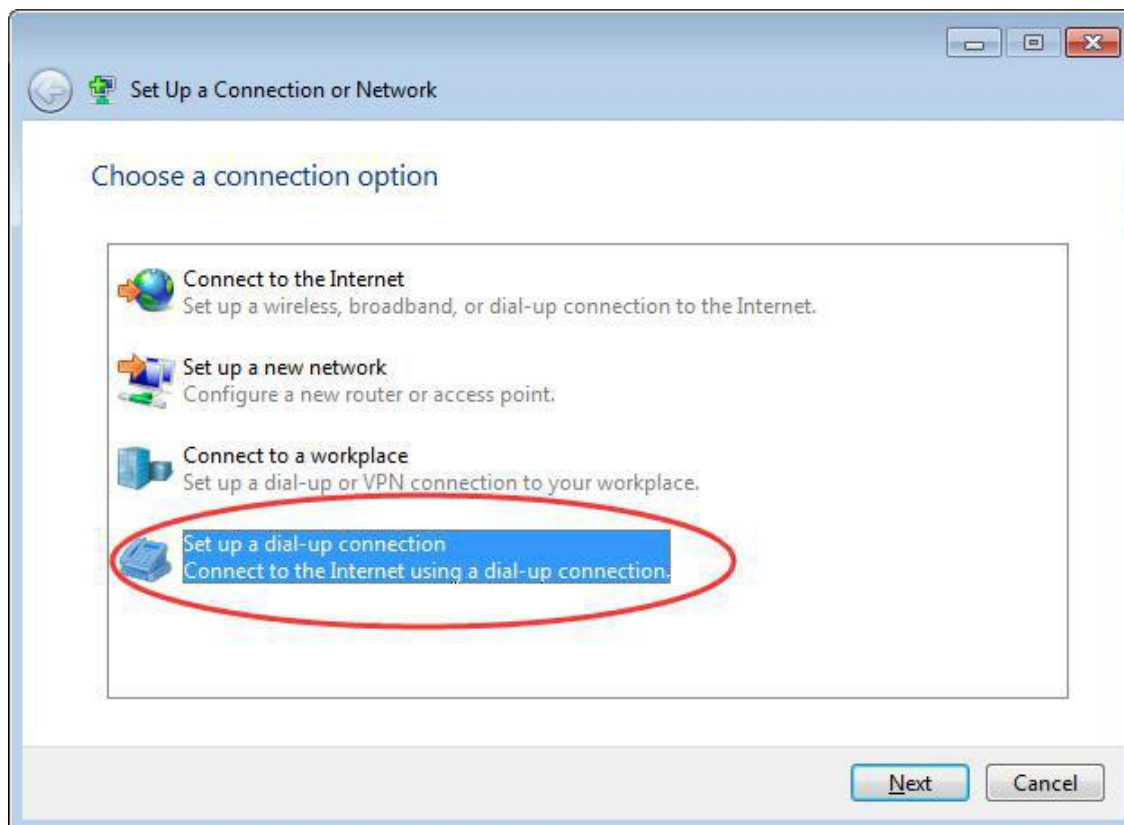 Set Up a Connection or Network
Choose a connection option
Connect to the Internet
Set up a wireless, broadband, or dial-up connection to the Internet.
Set up a new network
Configure a new router or access point.
Connect to a workplace
Set up a dial-up or VPN connection to your workplace.
Set up a dial-up connection
Connect to the Internet using a dial-up connection.
Next
Cancel